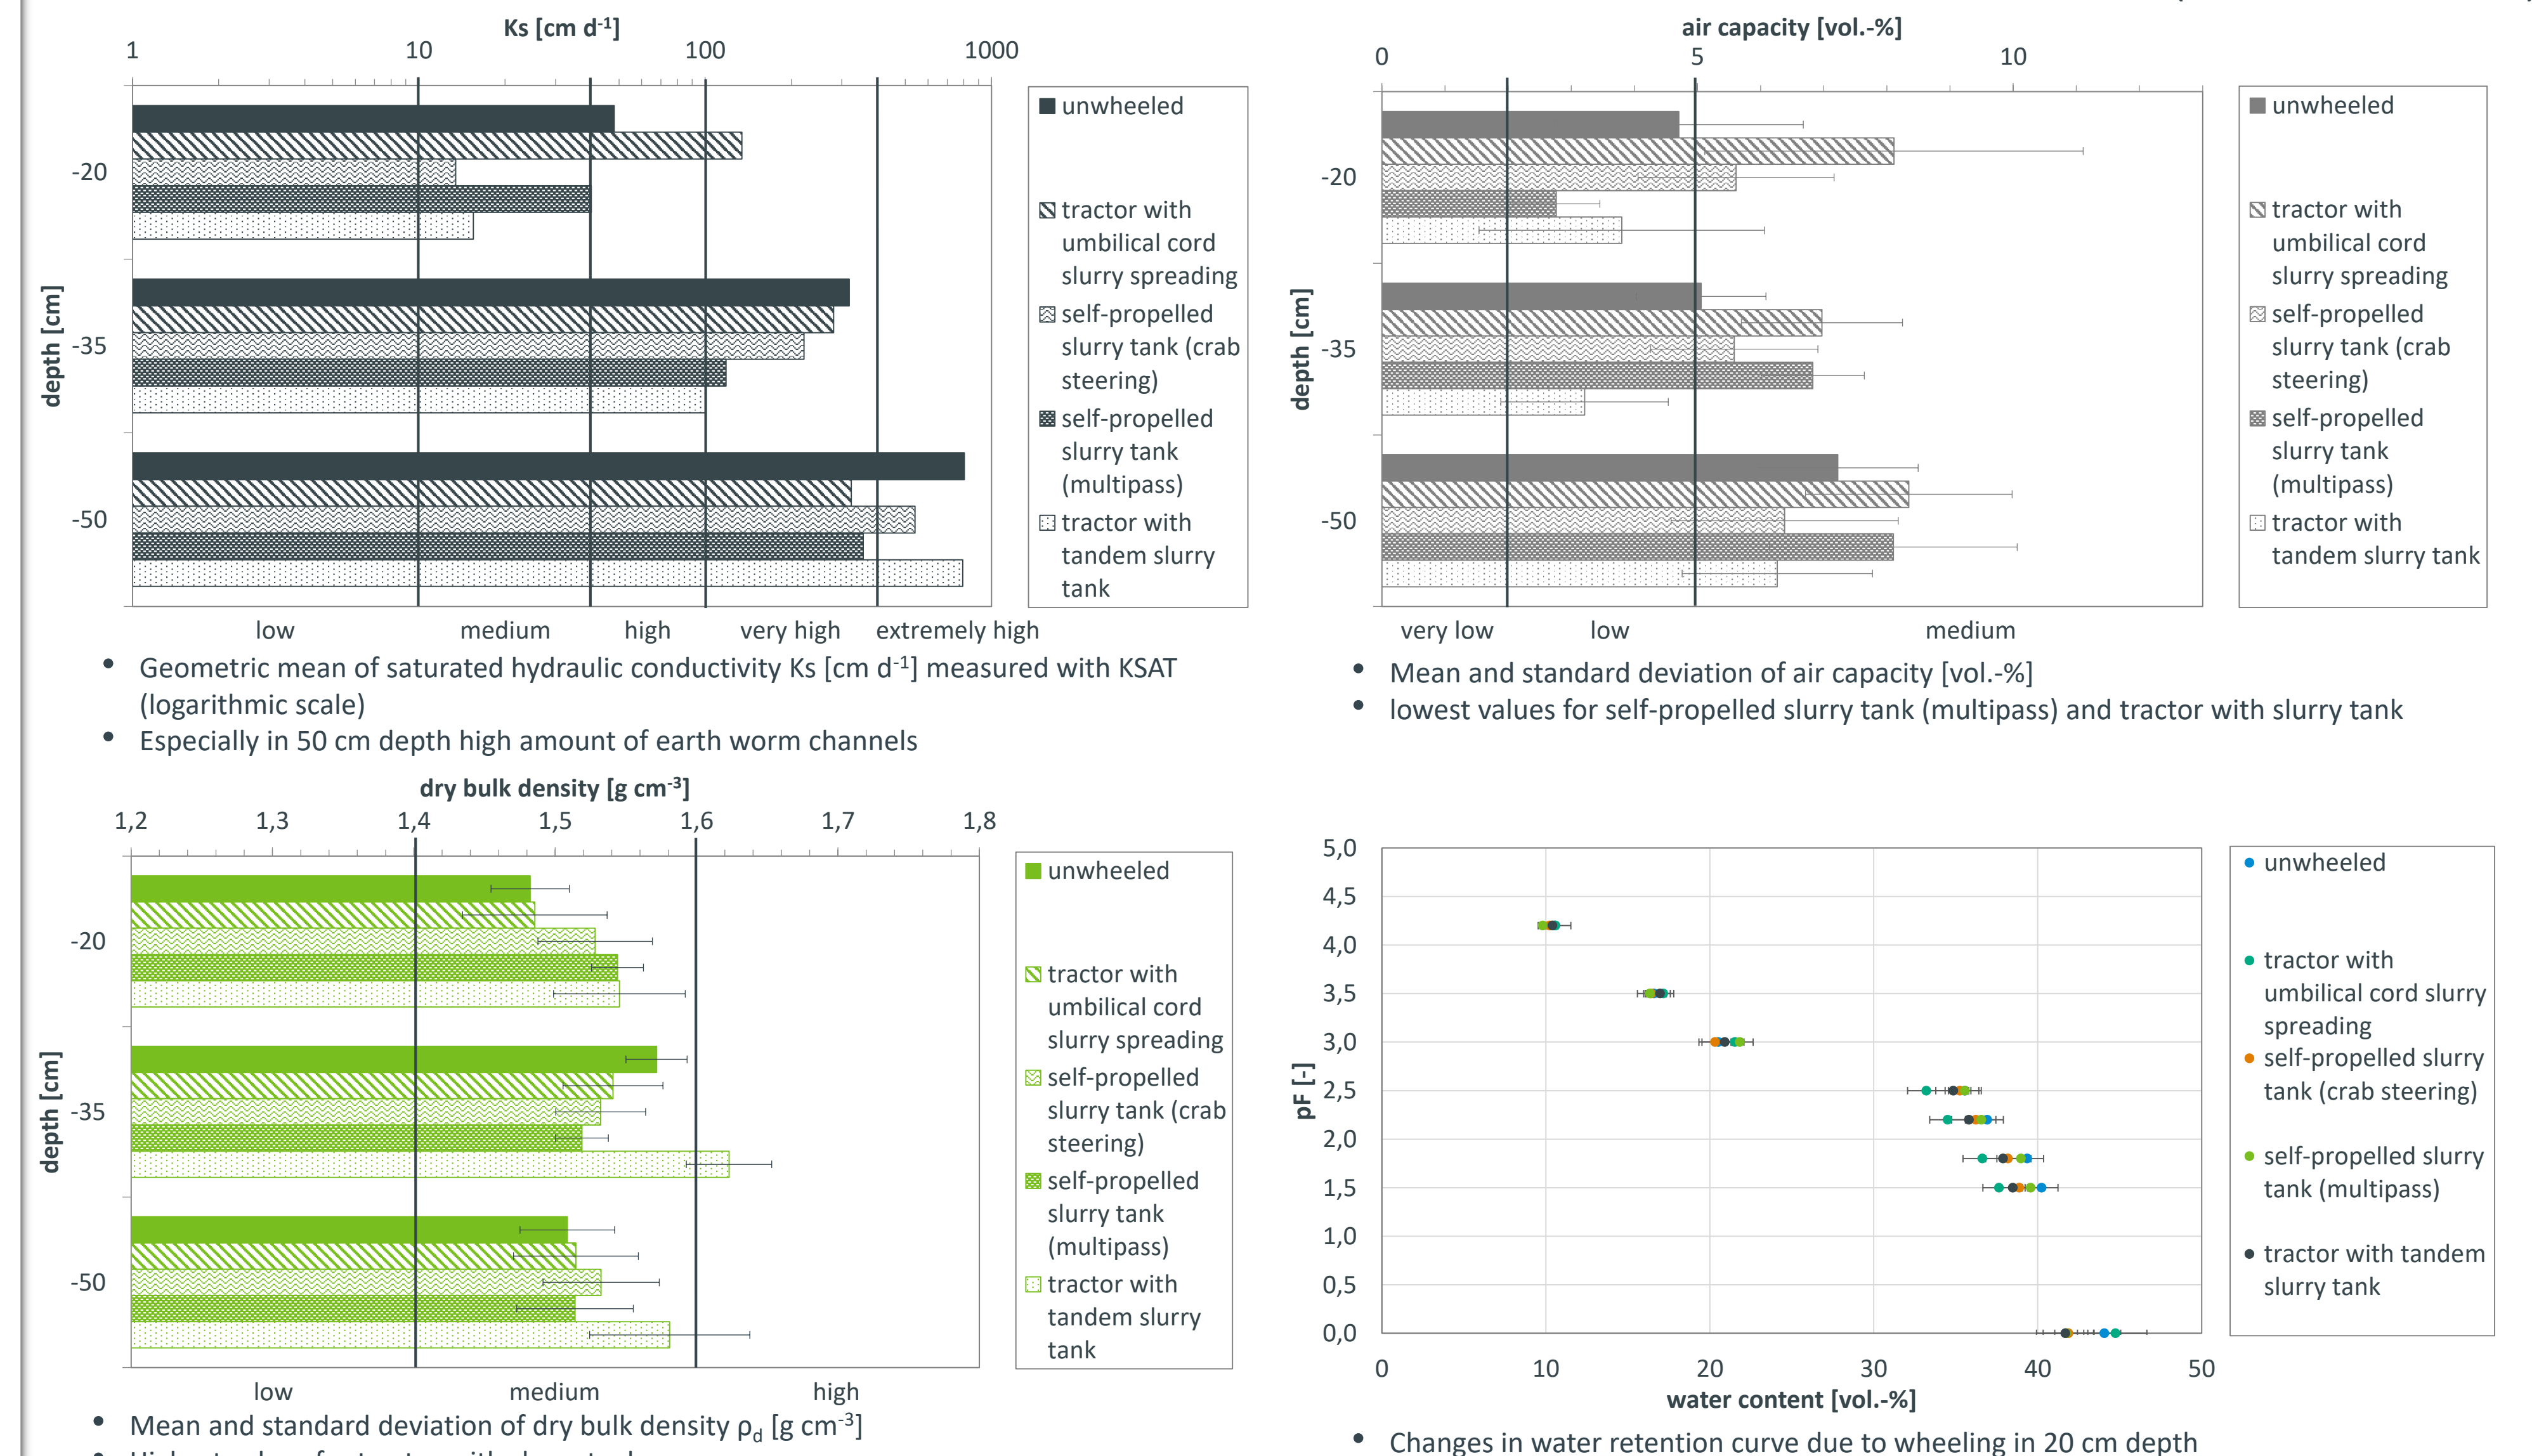 Ks [cm d-1]
1 10 100 1000
depth [cm]
-20
-35
-50
low medium high very high extremely high
unwheeled
tractor with
umbilical cord
slurry spreading
self-propelled
slurry tank (crab
steering)
self-propelled
slurry tank
(multipass)
tractor with
tandem slurry
tank
• Geometric mean of saturated hydraulic conductivity Ks [cm d-1] measured with KSAT
(logarithmic scale)
• Especially in 50 cm depth high amount of earth worm channels
air capacity [vol.-%]
0 5 10
depth [cm]
-20
-35
-50
very low low medium
unwheeled
tractor with
umbilical cord
slurry spreading
self-propelled
slurry tank (crab
steering)
self-propelled
slurry tank
(multipass)
tractor with
tandem slurry tank
• Mean and standard deviation of air capacity [vol.-%]
• lowest values for self-propelled slurry tank (multipass) and tractor with slurry tank
dry bulk density [g cm-3]
1,2 1,3 1,4 1,5 1,6 1,7 1,8
depth [cm]
-20
-35
-50
low medium high
unwheeled
tractor with
umbilical cord
slurry spreading
self-propelled
slurry tank (crab
steering)
self-propelled
slurry tank
(multipass)
tractor with
tandem slurry
tank
• Mean and standard deviation of dry bulk density ρd [g cm-3]
5,0
4,5
4,0
3,5
3,0
2,5
2,0
1,5
1,0
0,5
0,0
pF [-]
0 10 20 30 40 50
water content [vol.-%]
unwheeled
tractor with
umbilical cord slurry
spreading
self-propelled slurry
tank (crab steering)
self-propelled slurry
tank (multipass)
tractor with tandem
slurry tank
• Changes in water retention curve due to wheeling in 20 cm depth